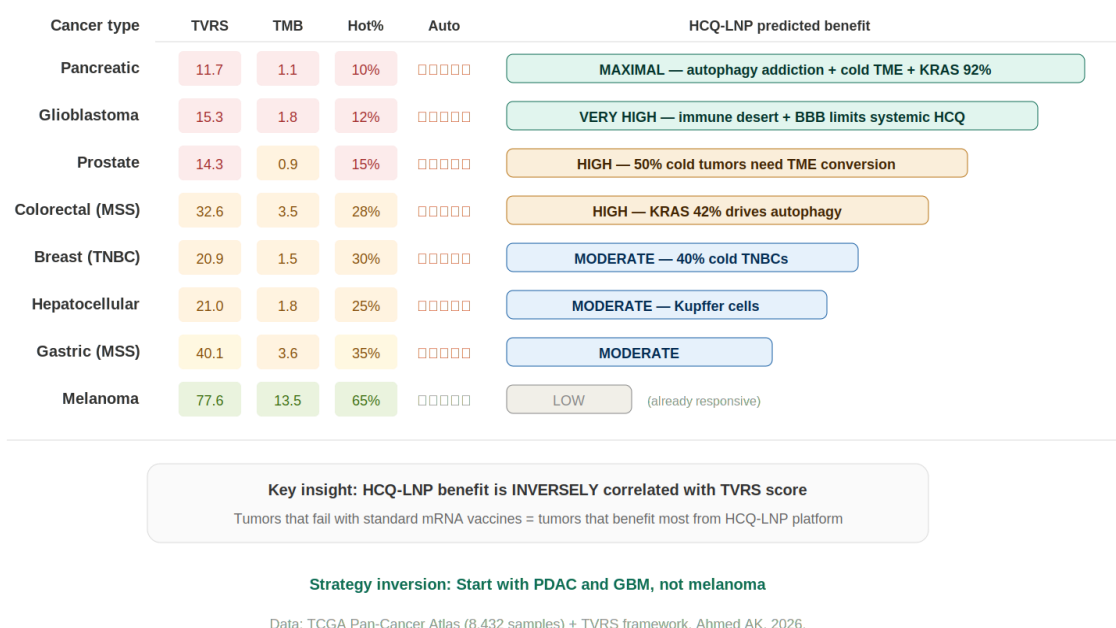 Cancer type TVRS TMB Hot% Auto HCQ-LNP predicted benefit
Pancreatic 11.7 1.1 10% MAXIMAL — autophagy addiction + cold TME + KRAS 92%
Glioblastoma 15.3 1.8 12% VERY HIGH — immune desert + BBB limits systemic HCQ
Prostate 14.3 0.9 15% HIGH — 50% cold tumors need TME conversion
Colorectal (MSS) 32.6 3.5 28% HIGH — KRAS 42% drives autophagy
Breast (TNBC) 20.9 1.5 30% MODERATE — 40% cold TNBCs
Hepatocellular 21.0 1.8 25% MODERATE — Kupffer cells
Gastric (MSS) 40.1 3.6 35% MODERATE
Melanoma 77.6 13.5 65% LOW (already responsive)
Key insight: HCQ-LNP benefit is INVERSELY correlated with TVRS score
Tumors that fail with standard mRNA vaccines = tumors that benefit most from HCQ-LNP platform
Strategy inversion: Start with PDAC and GBM, not melanoma
Data: TCGA Pan-Cancer Atlas (8,432 samples) + TVRS framework. Ahmed AK, 2026.